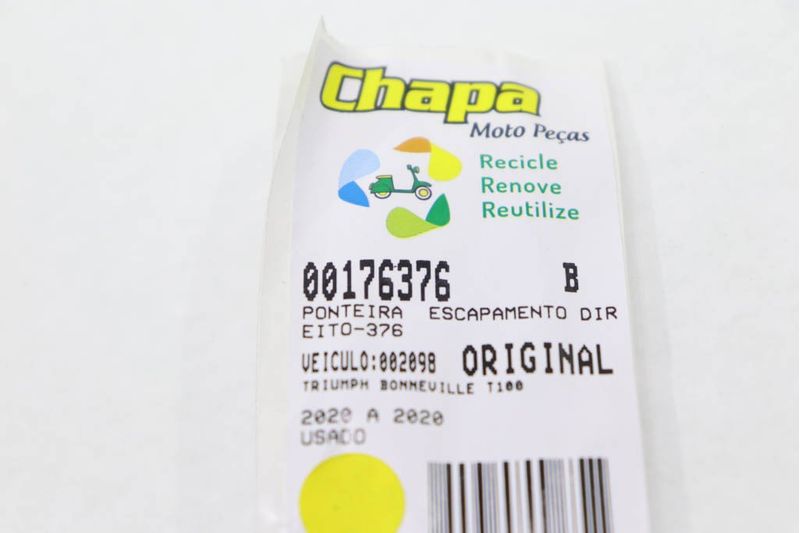 Chapa
Moto Peças
Recicle
Renove
Reutilize
00176376 B
PONTEIRA ESCAPAMENTO DIR
EITO-376
VEICULO:002098 ORIGINAL
TRIUMPH BONNEVILLE T100
2020 A 2020
USADO